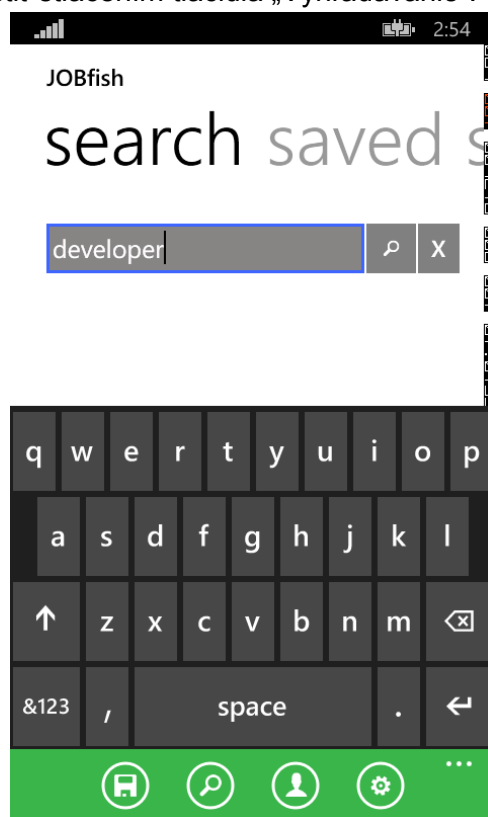 2:54
JOBfish
search saved s
developer
X
q w e r t y u i o p
a s d f g h j k l
z x c v b n m
&123 , space .